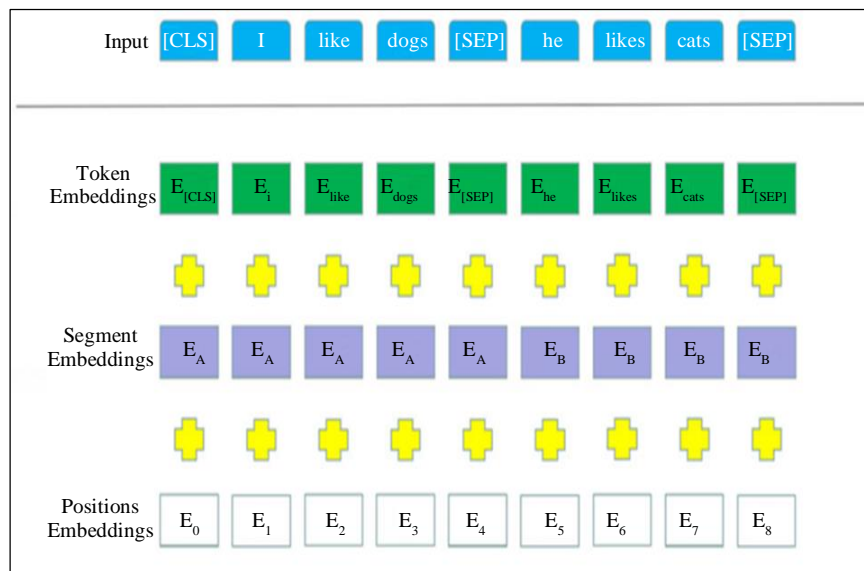 Input [CLS] I like dogs [SEP] he likes cats [SEP]
Token Embeddings E[CLS] Ei Elike Edogs E[SEP] Ehe Elikes Ecats E[SEP]
Segment Embeddings EA EA EA EA EA EB EB EB EB
Positions Embeddings E0 E1 E2 E3 E4 E5 E6 E7 E8